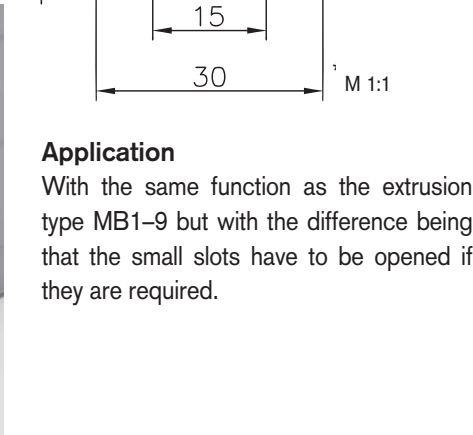 15
30
M 1:1
Application
With the same function as the extrusion
type MB1–9 but with the difference being
that the small slots have to be opened if
they are required.